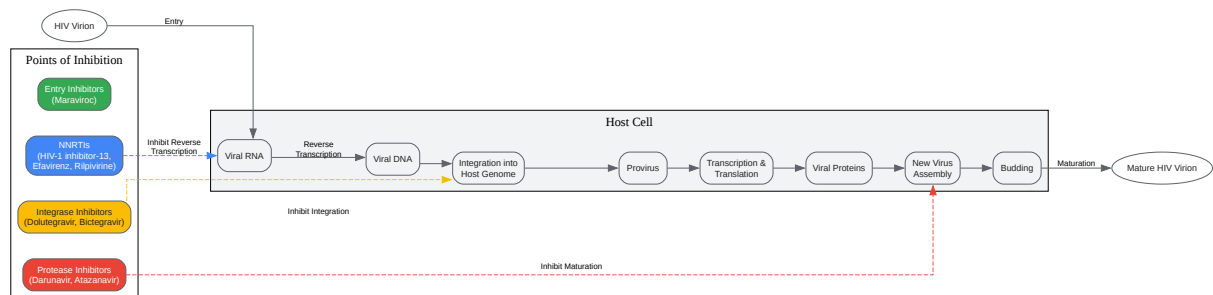 HIV Virion
Entry
Points of Inhibition
Entry Inhibitors
(Maraviroc)
NNRTIs
(HIV-1 inhibitor-13,
Efavirenz, Rilpivirine)
Integrase Inhibitors
(Dolutegravir, Bictegravir)
Protease Inhibitors
(Darunavir, Atazanavir)
Inhibit Reverse
Transcription
Inhibit Integration
Inhibit Maturation
Host Cell
Viral RNA
Reverse
Transcription
Viral DNA
Integration into
Host Genome
Provirus
Transcription &
Translation
Viral Proteins
New Virus
Assembly
Budding
Maturation
Mature HIV Virion